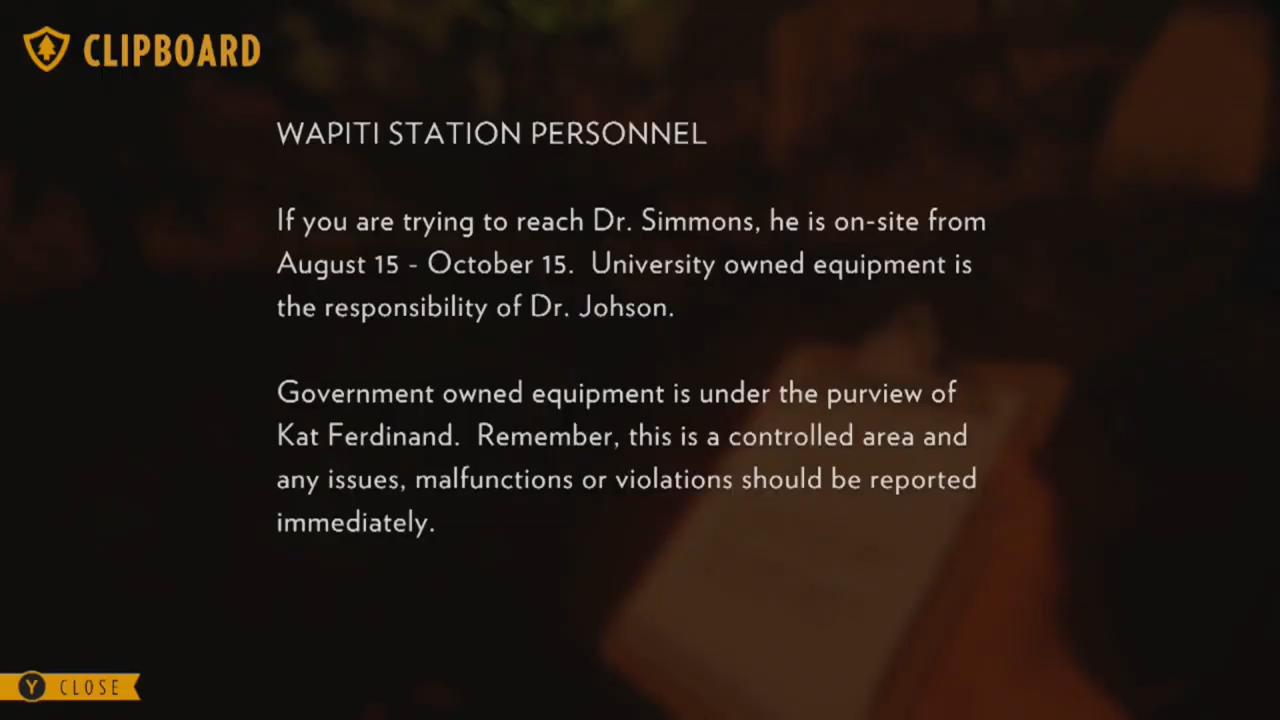 CLIPBOARD
WAPITI STATION PERSONNEL
If you are trying to reach Dr. Simmons, he is on-site from
August 15 - October 15.  University owned equipment is
the responsibility of Dr. Johson.
Government owned equipment is under the purview of
Kat Ferdinand.  Remember, this is a controlled area and
any issues, malfunctions or violations should be reported
immediately.
Y CLOSE